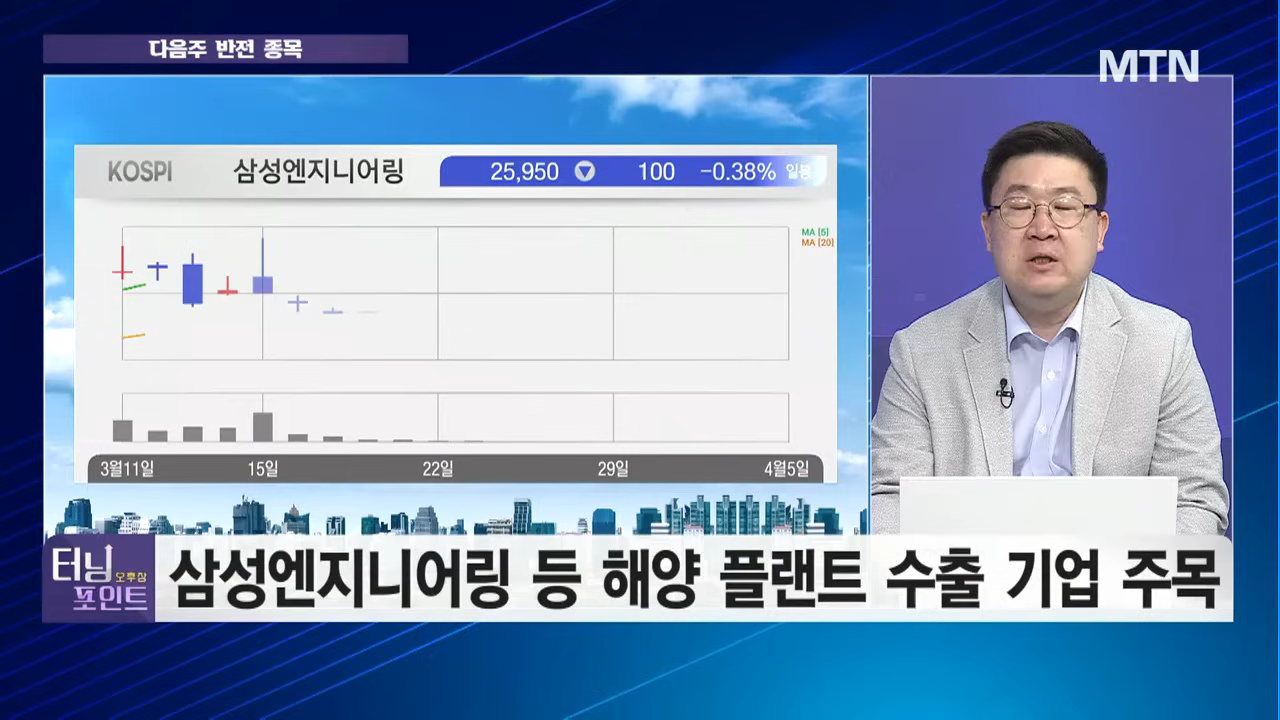 다음주 반전 종목
MTN
KOSPI 삼성엔지니어링 25,950 ▼ 100 -0.38% 일봉
MA [5]
MA [20]
3월11일 15일 22일 29일 4월5일
터닝 오후장
포인트
삼성엔지니어링 등 해양 플랜트 수출 기업 주목